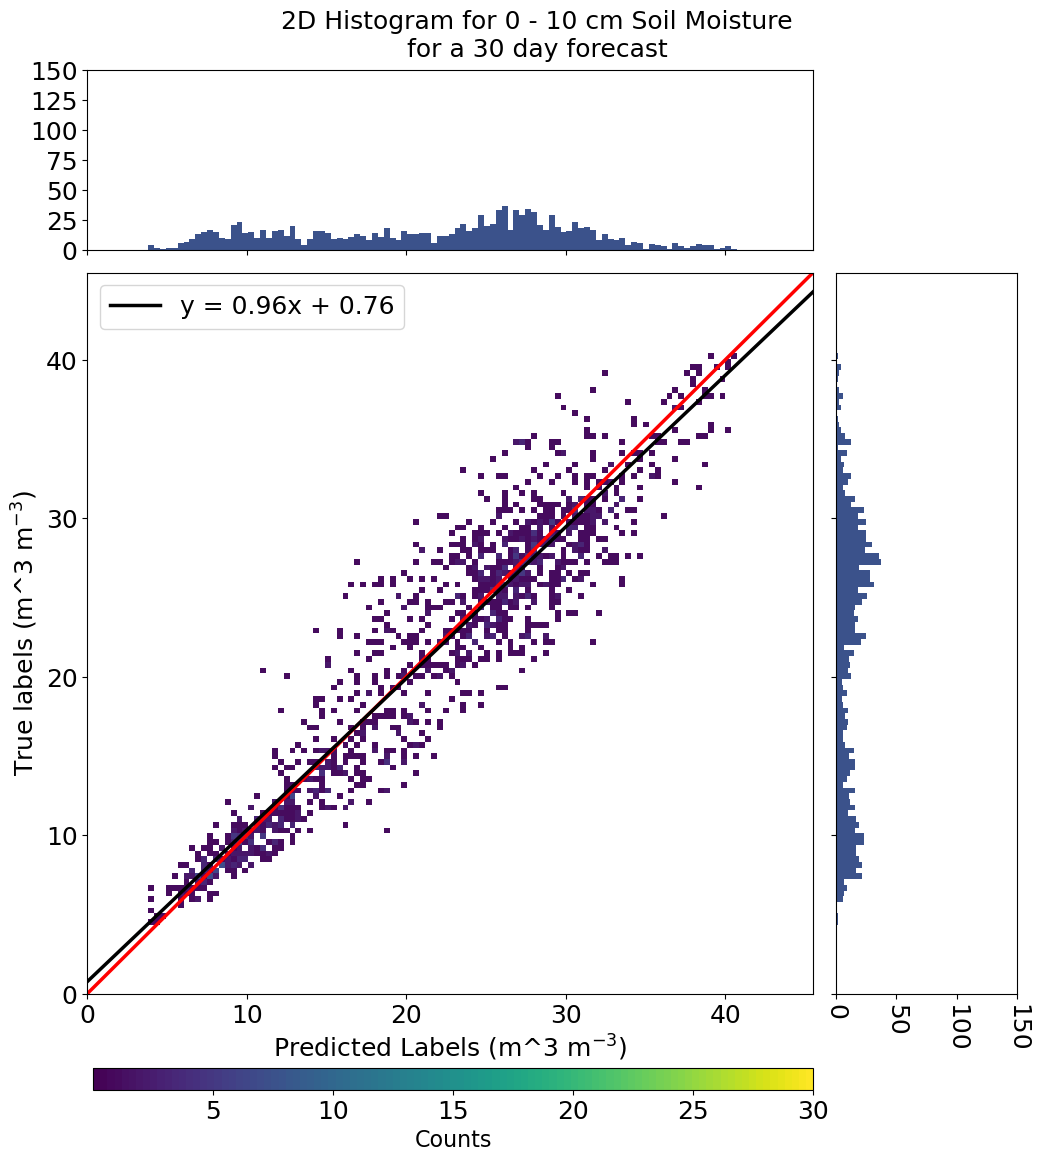 2D Histogram for 0 - 10 cm Soil Moisture
for a 30 day forecast
150
125
100
75
50
25
0
y = 0.96x + 0.76
True labels (m^3 m⁻³)
40
30
20
10
0
0 10 20 30 40
Predicted Labels (m^3 m⁻³)
0 50 100 150
5 10 15 20 25 30
Counts